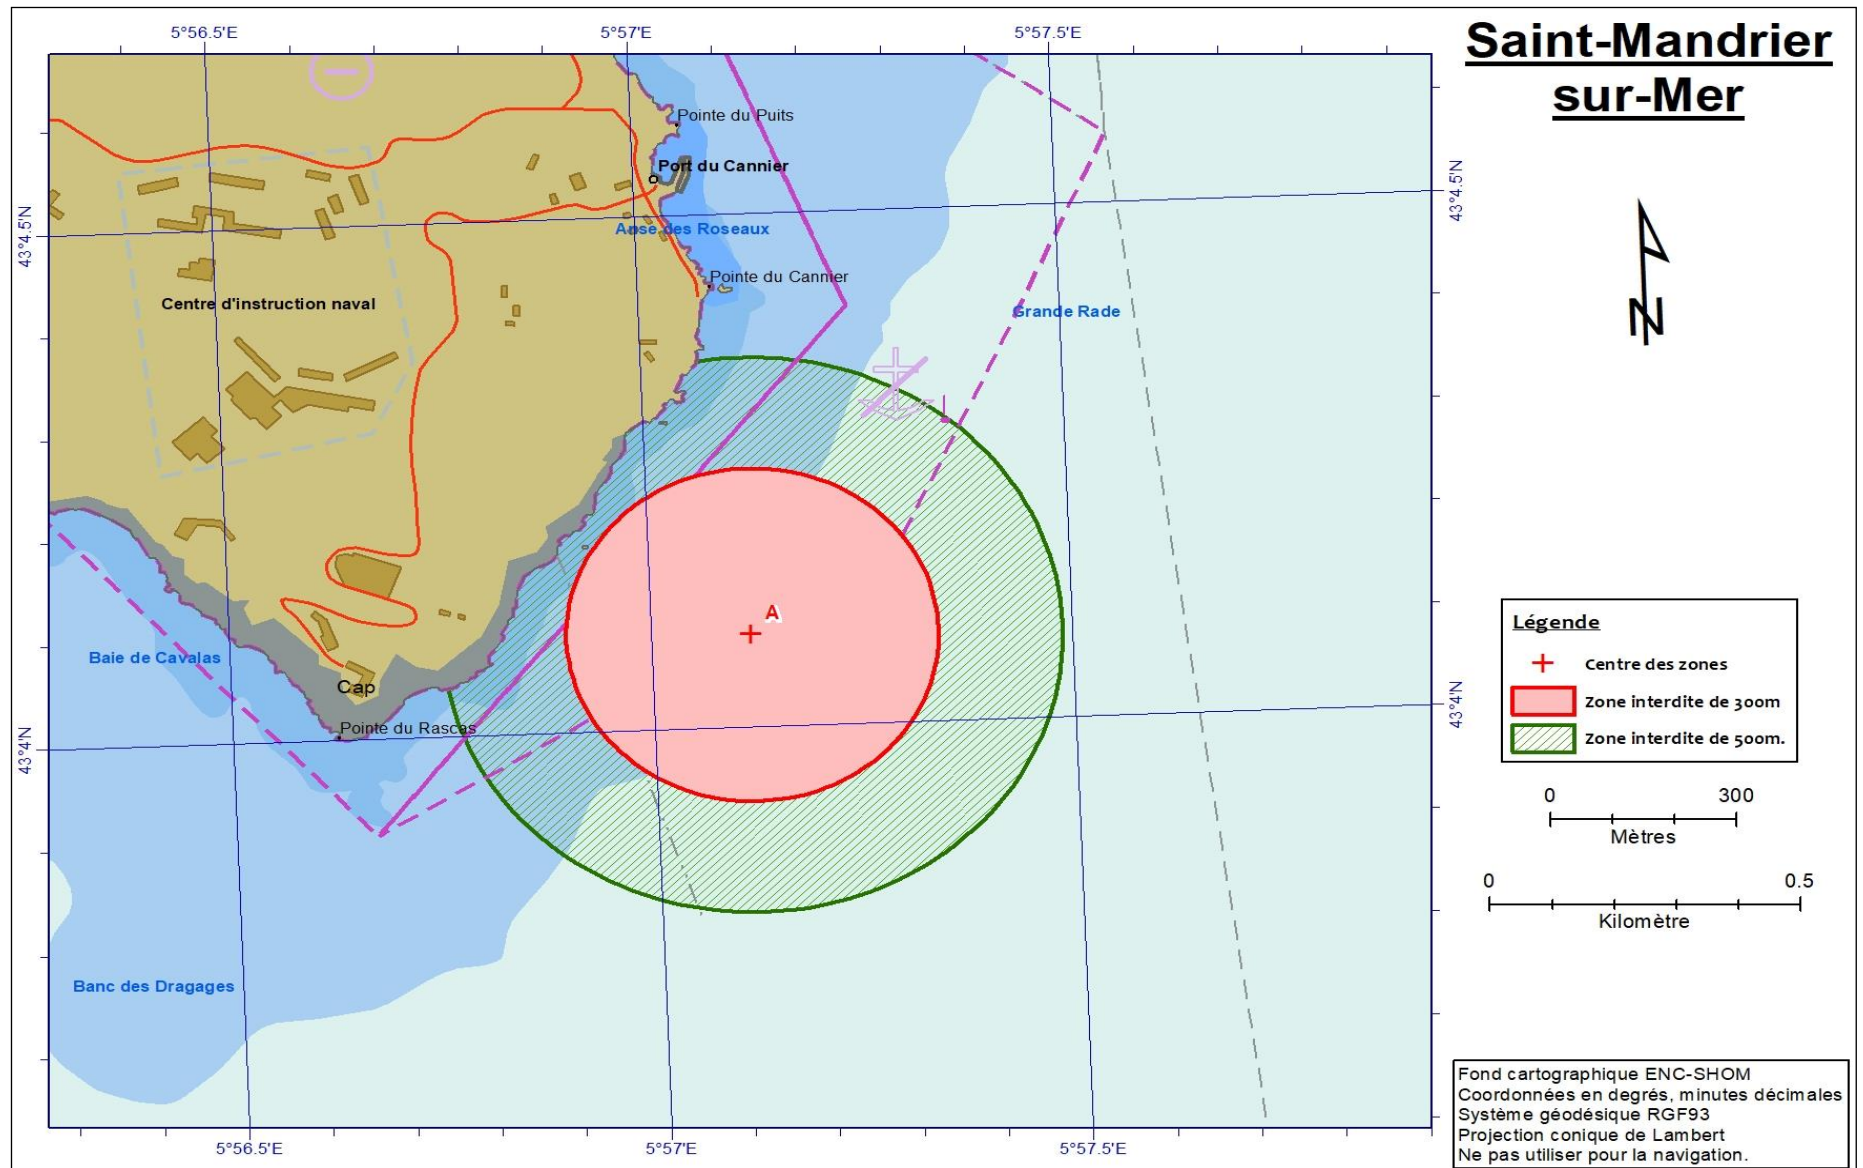 Saint-Mandrier
sur-Mer
5°56.5'E
5°57'E
5°57.5'E
Pointe du Puits
Port du Cannier
43°4.5'N
43°4.5'N
Anse des Roseaux
Pointe du Cannier
Centre d'instruction naval
Grande Rade
N
A
Baie de Cavalas
Cap
Pointe du Rascas
43°4'N
43°4'N
Banc des Dragages
5°56.5'E
5°57'E
5°57.5'E
Légende
Centre des zones
Zone interdite de 300m
Zone interdite de 500m.
0 300
Mètres
0 0.5
Kilomètre
Fond cartographique ENC-SHOM
Coordonnées en degrés, minutes décimales
Système géodésique RGF93
Projection conique de Lambert
Ne pas utiliser pour la navigation.